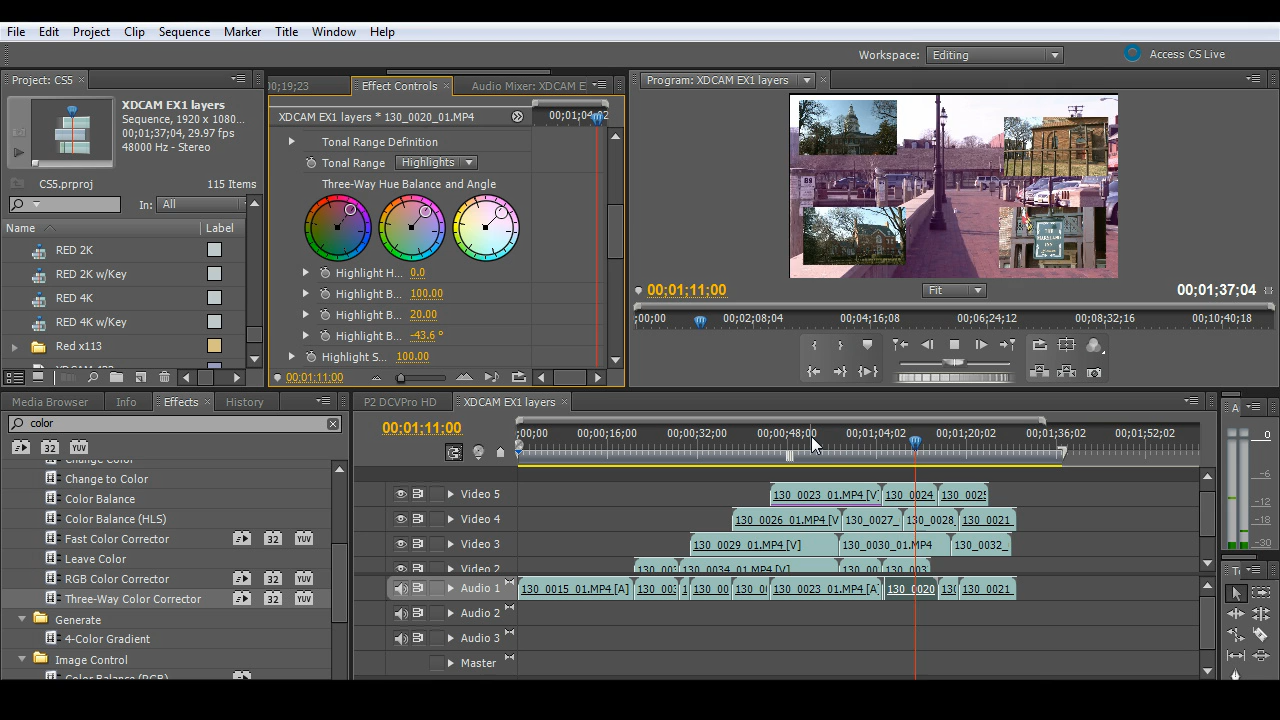 File Edit Project Clip Sequence Marker Title Window Help
Workspace: Editing Access CS Live
Project: CS5
XDCAM EX1 layers
Sequence, 1920 x 1080...
00;01;37;04, 29.97 fps
48000 Hz - Stereo
CS5.prproj 115 Items
In: All
Name Label
RED 2K
RED 2K w/Key
RED 4K
RED 4K w/Key
Red x113
;00;19;23 Effect Controls Audio Mixer: XDCAM E
XDCAM EX1 layers * 130_0020_01.MP4
Tonal Range Definition
Tonal Range Highlights
Three-Way Hue Balance and Angle
Highlight H... 0.0
Highlight B... 100.00
Highlight B... 20.00
Highlight B... -43.6 °
Highlight S... 100.00
00:01:11:00
Program: XDCAM EX1 layers
THE
MARYLAND
INN
00:01:11:00 Fit 00;01;37;04
;00;00 00;02;08;04 00;04;16;08 00;06;24;12 00;08;32;16 00;10;40;18
Media Browser Info Effects History
color
Change Color
Change to Color
Color Balance
Color Balance (HLS)
Fast Color Corrector 32 YUV
Leave Color
RGB Color Corrector 32 YUV
Three-Way Color Corrector 32 YUV
Generate
4-Color Gradient
Image Control
Color Balance (RGB)
P2 DCVPro HD XDCAM EX1 layers
00;01;11;00
;00;00 00;00;16;00 00;00;32;00 00;00;48;00 00;01;04;02 00;01;20;02 00;01;36;02 00;01;52;02
Video 5 130_0023_01.MP4 [V] 130_0024 130_0025
Video 4 130_0026_01.MP4 [V 130_0027_ 130_0028_ 130_0021_
Video 3 130_0029_01.MP4 [V] 130_0030_01.MP4 130_0032_
Video 2 130_003 130_0034_01.MP4 [V] 130_00 130_003
Audio 1 130_0015_01.MP4 [A] 130_003 130_00 130_00 130_0023_01.MP4 [A] 130_0020 130_0021_
Audio 2
Audio 3
Master
0
-6
-12
-30